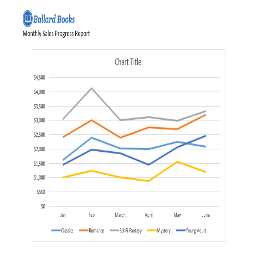 Ballard Books
Monthly Sales Progress Report
Chart Title
$4,500
$4,000
$3,500
$3,000
$2,500
$2,000
$1,500
$1,000
$500
$0
Jan Feb March April May June
Classics Romance Sci-Fi Fantasy Mystery Young Adult